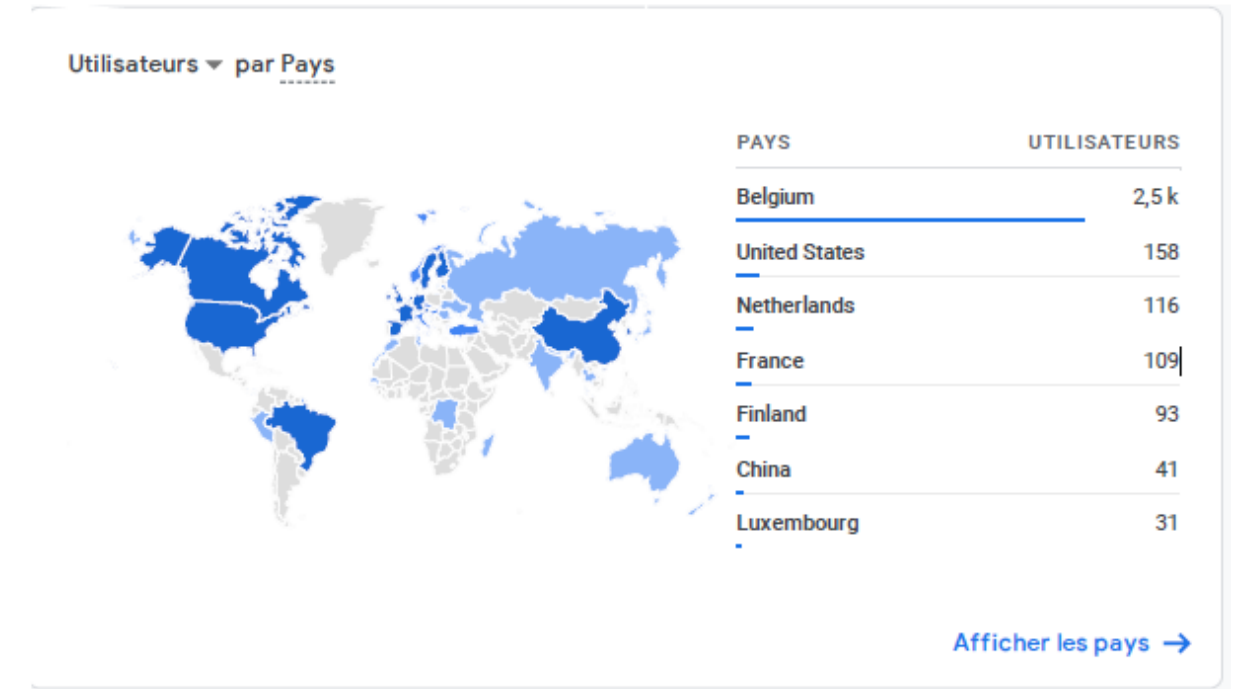 Utilisateurs par Pays
PAYS UTILISATEURS
Belgium 2,5 k
United States 158
Netherlands 116
France 109
Finland 93
China 41
Luxembourg 31
Afficher les pays →